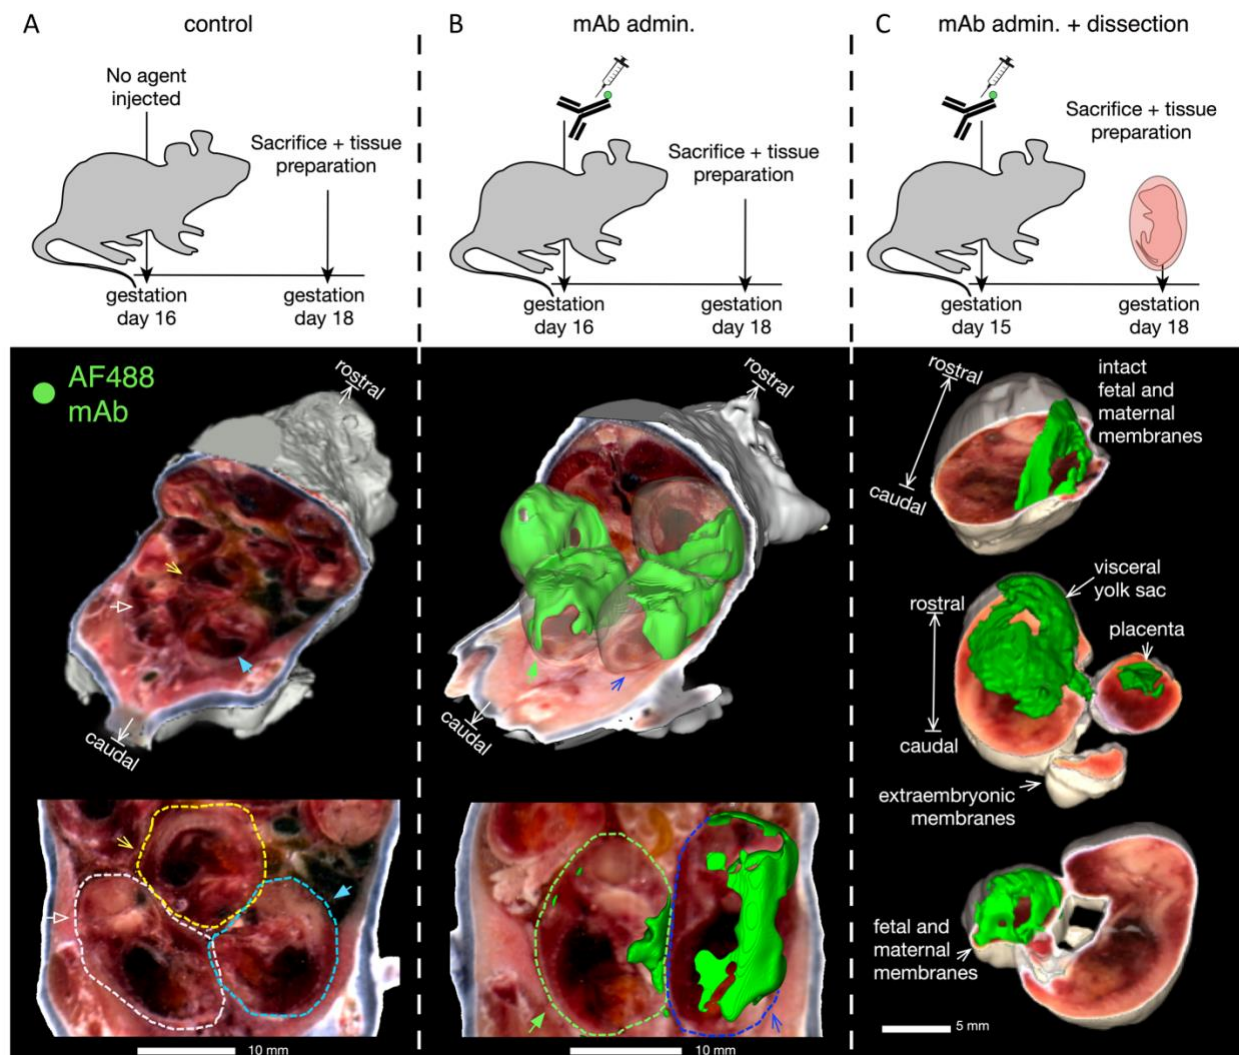 A
control
No agent
injected
Sacrifice + tissue
preparation
gestation
day 16
gestation
day 18
B
mAb admin.
Sacrifice + tissue
preparation
gestation
day 16
gestation
day 18
C
mAb admin. + dissection
Sacrifice + tissue
preparation
gestation
day 15
gestation
day 18
AF488
mAb
rostral
caudal
10 mm
rostral
caudal
10 mm
rostral
caudal
intact
fetal and
maternal
membranes
visceral
yolk sac
rostral
placenta
caudal
extraembryonic
membranes
fetal and
maternal
membranes
5 mm